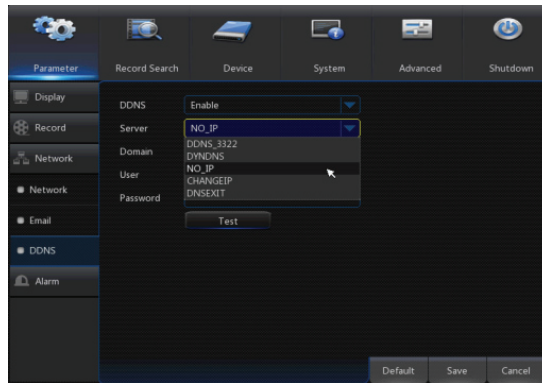 Parameter Record Search Device System Advanced Shutdown
Display
Record
Network
Network
Email
DDNS
Alarm
DDNS Enable
Server NO_IP
Domain
User
Password
DDNS_3322
DYNDNS
NO_IP
CHANGEIP
DNSEXIT
Test
Default Save Cancel